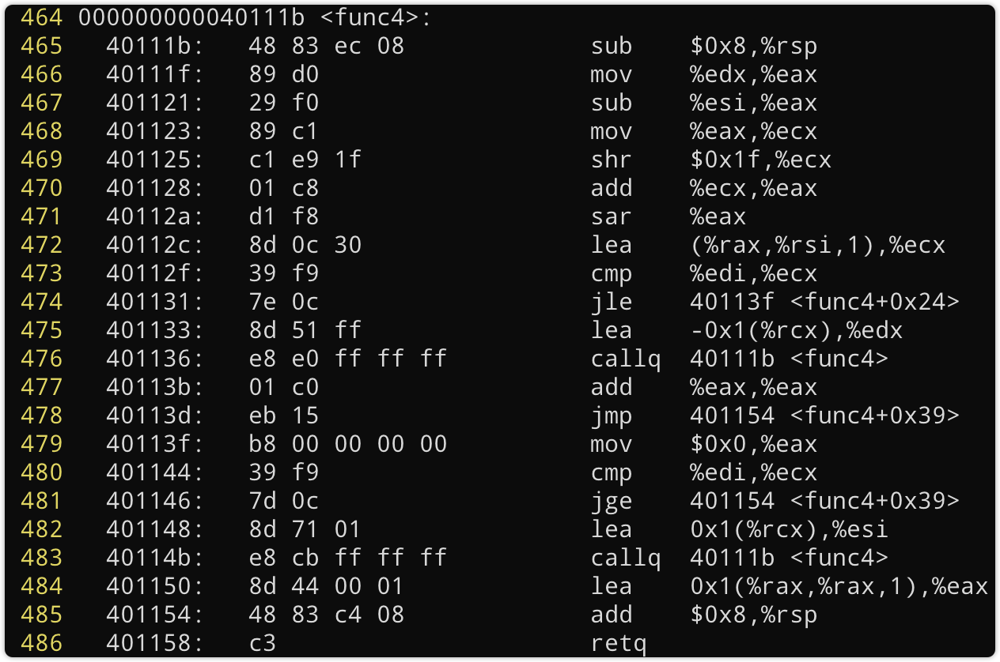 464 000000000040111b <func4>:
465 40111b: 48 83 ec 08 sub $0x8,%rsp
466 40111f: 89 d0 mov %edx,%eax
467 401121: 29 f0 sub %esi,%eax
468 401123: 89 c1 mov %eax,%ecx
469 401125: c1 e9 1f shr $0x1f,%ecx
470 401128: 01 c8 add %ecx,%eax
471 40112a: d1 f8 sar %eax
472 40112c: 8d 0c 30 lea (%rax,%rsi,1),%ecx
473 40112f: 39 f9 cmp %edi,%ecx
474 401131: 7e 0c jle 40113f <func4+0x24>
475 401133: 8d 51 ff lea -0x1(%rcx),%edx
476 401136: e8 e0 ff ff ff callq 40111b <func4>
477 40113b: 01 c0 add %eax,%eax
478 40113d: eb 15 jmp 401154 <func4+0x39>
479 40113f: b8 00 00 00 00 mov $0x0,%eax
480 401144: 39 f9 cmp %edi,%ecx
481 401146: 7d 0c jge 401154 <func4+0x39>
482 401148: 8d 71 01 lea 0x1(%rcx),%esi
483 40114b: e8 cb ff ff ff callq 40111b <func4>
484 401150: 8d 44 00 01 lea 0x1(%rax,%rax,1),%eax
485 401154: 48 83 c4 08 add $0x8,%rsp
486 401158: c3 retq